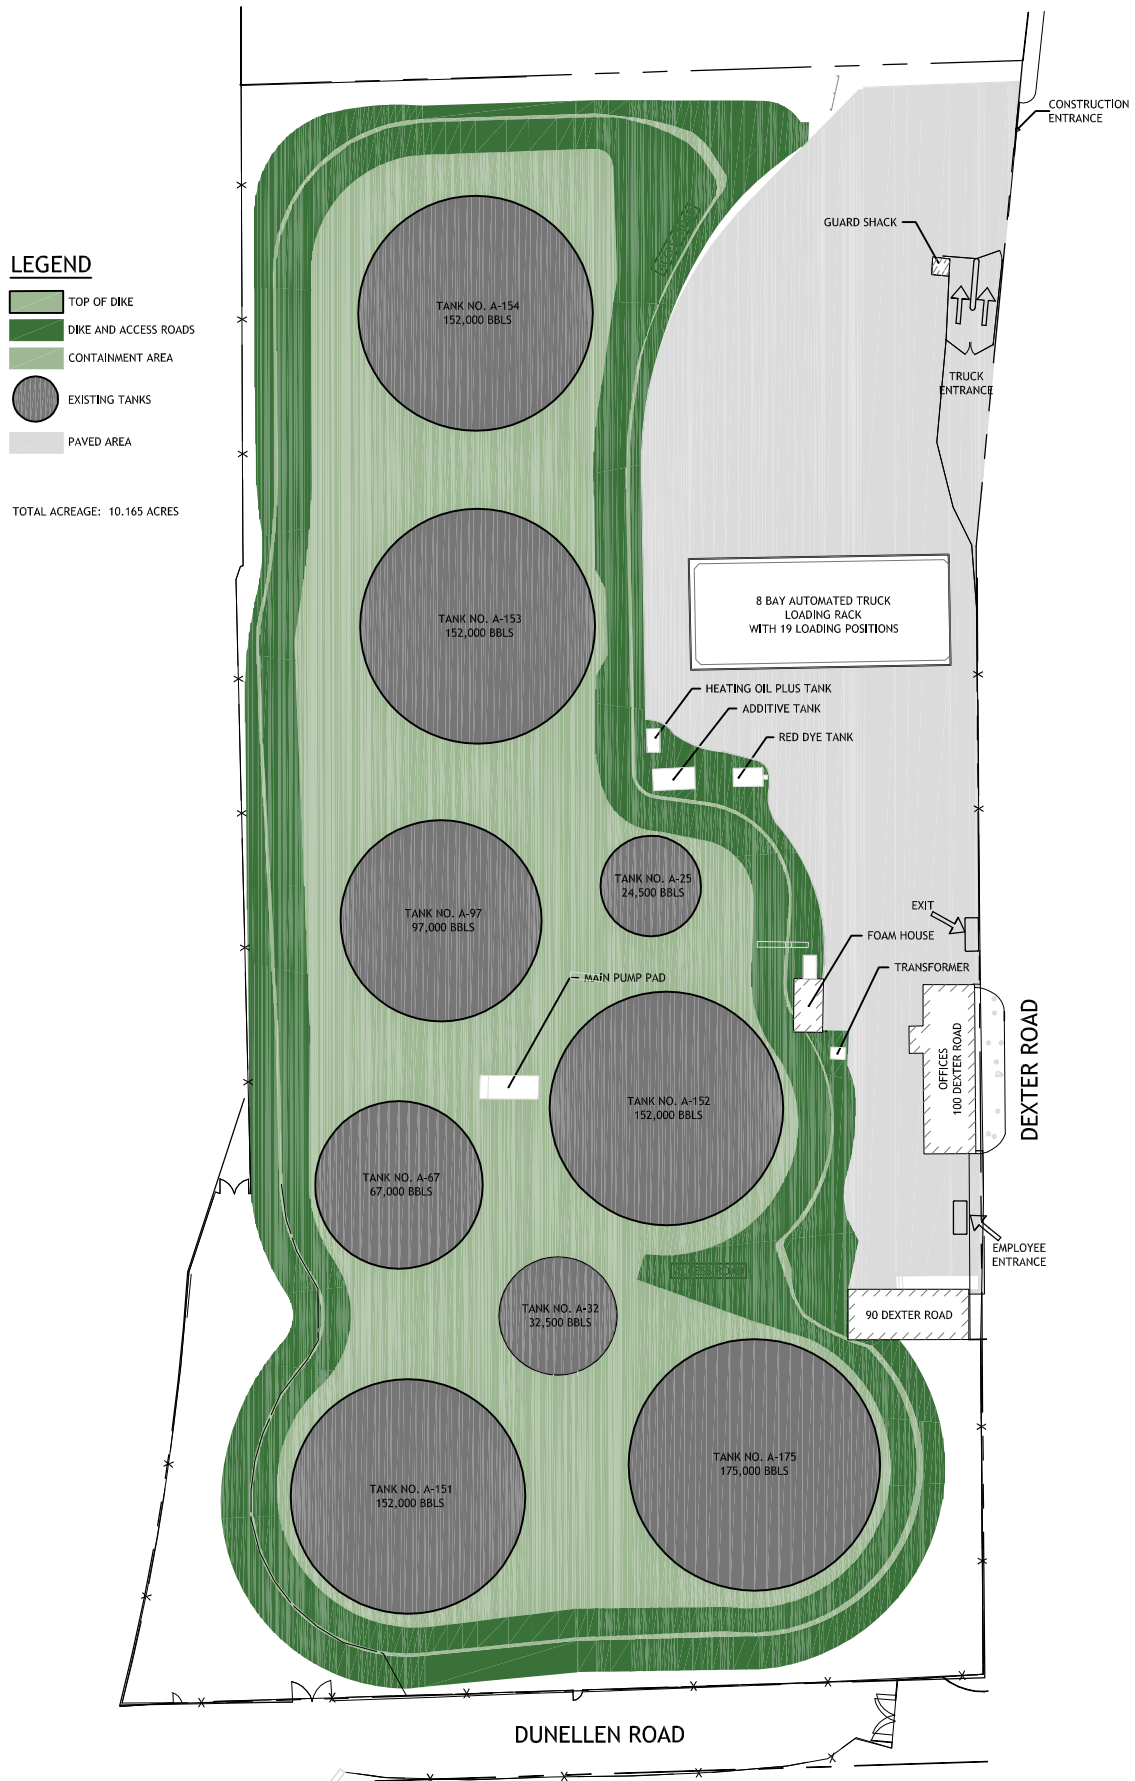 CONSTRUCTION
ENTRANCE
GUARD SHACK
LEGEND
TOP OF DIKE
DIKE AND ACCESS ROADS
CONTAINMENT AREA
EXISTING TANKS
PAVED AREA
TOTAL ACREAGE: 10.165 ACRES
TANK NO. A-154
152,000 BBLS
TRUCK
ENTRANCE
TANK NO. A-153
152,000 BBLS
8 BAY AUTOMATED TRUCK
LOADING RACK
WITH 19 LOADING POSITIONS
HEATING OIL PLUS TANK
ADDITIVE TANK
RED DYE TANK
TANK NO. A-25
24,500 BBLS
TANK NO. A-97
97,000 BBLS
EXIT
FOAM HOUSE
TRANSFORMER
MAIN PUMP PAD
OFFICES
100 DEXTER ROAD
DEXTER ROAD
TANK NO. A-152
152,000 BBLS
TANK NO. A-67
67,000 BBLS
EMPLOYEE
ENTRANCE
ACCESS ROAD
TANK NO. A-32
32,500 BBLS
90 DEXTER ROAD
TANK NO. A-175
175,000 BBLS
TANK NO. A-151
152,000 BBLS
DUNELLEN ROAD